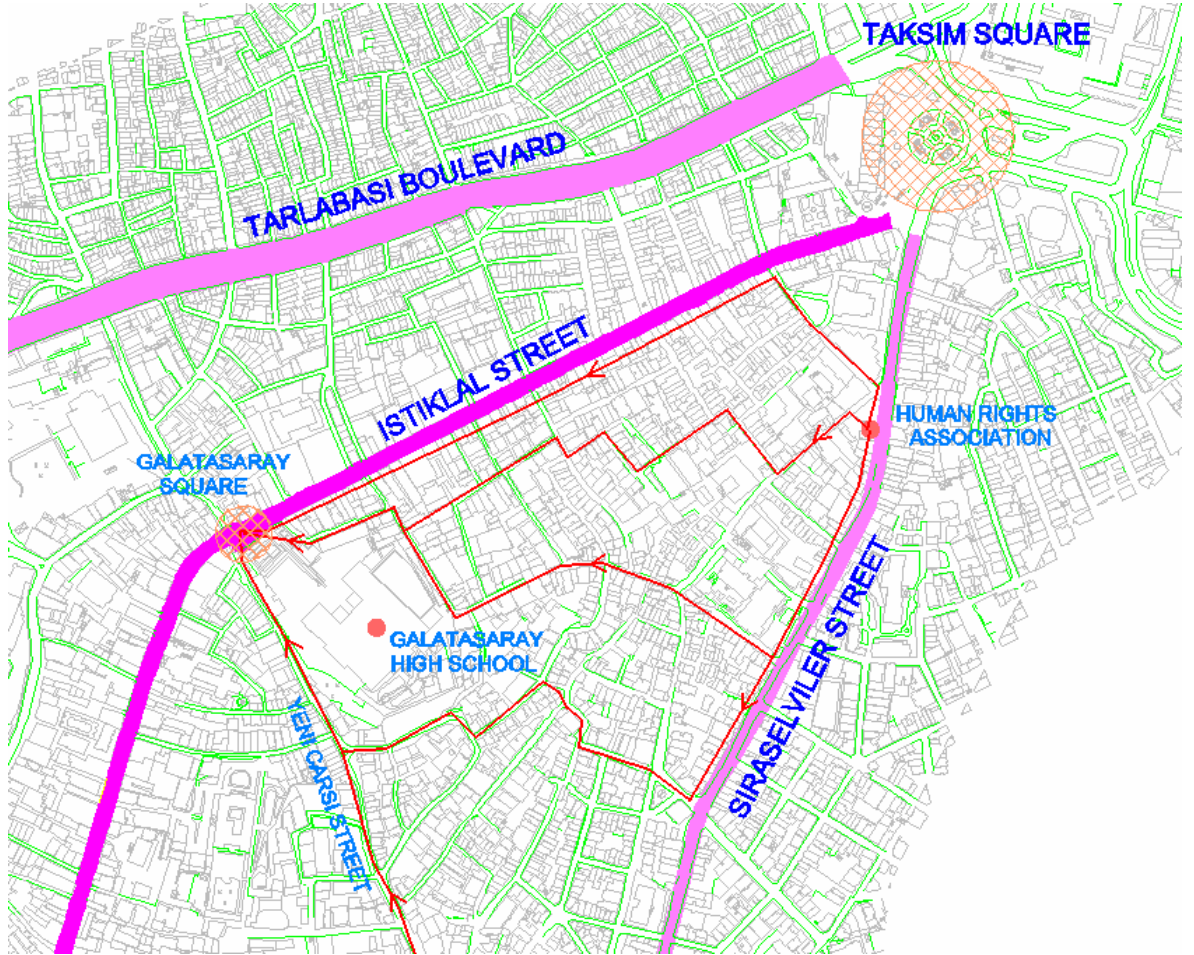 TAKSIM SQUARE
TARLABASI BOULEVARD
ISTIKLAL STREET
HUMAN RIGHTS
ASSOCIATION
GALATASARAY
SQUARE
GALATASARAY
HIGH SCHOOL
SIRASELVILER STREET
YENI CARSI STREET